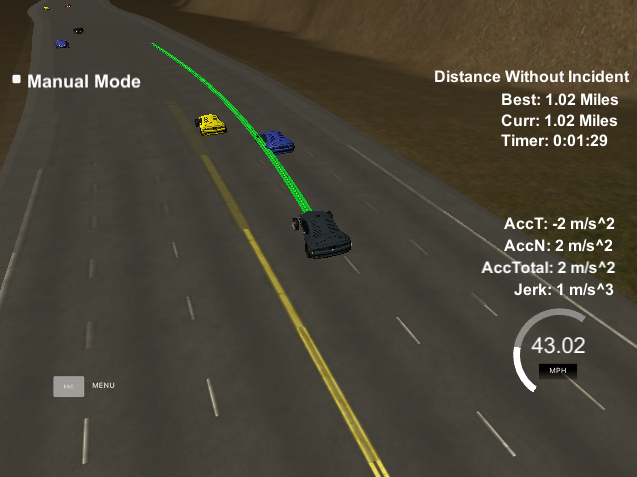 Manual Mode
Distance Without Incident
Best: 1.02 Miles
Curr: 1.02 Miles
Timer: 0:01:29
AccT: -2 m/s^2
AccN: 2 m/s^2
AccTotal: 2 m/s^2
Jerk: 1 m/s^3
43.02
MPH
ESC
MENU